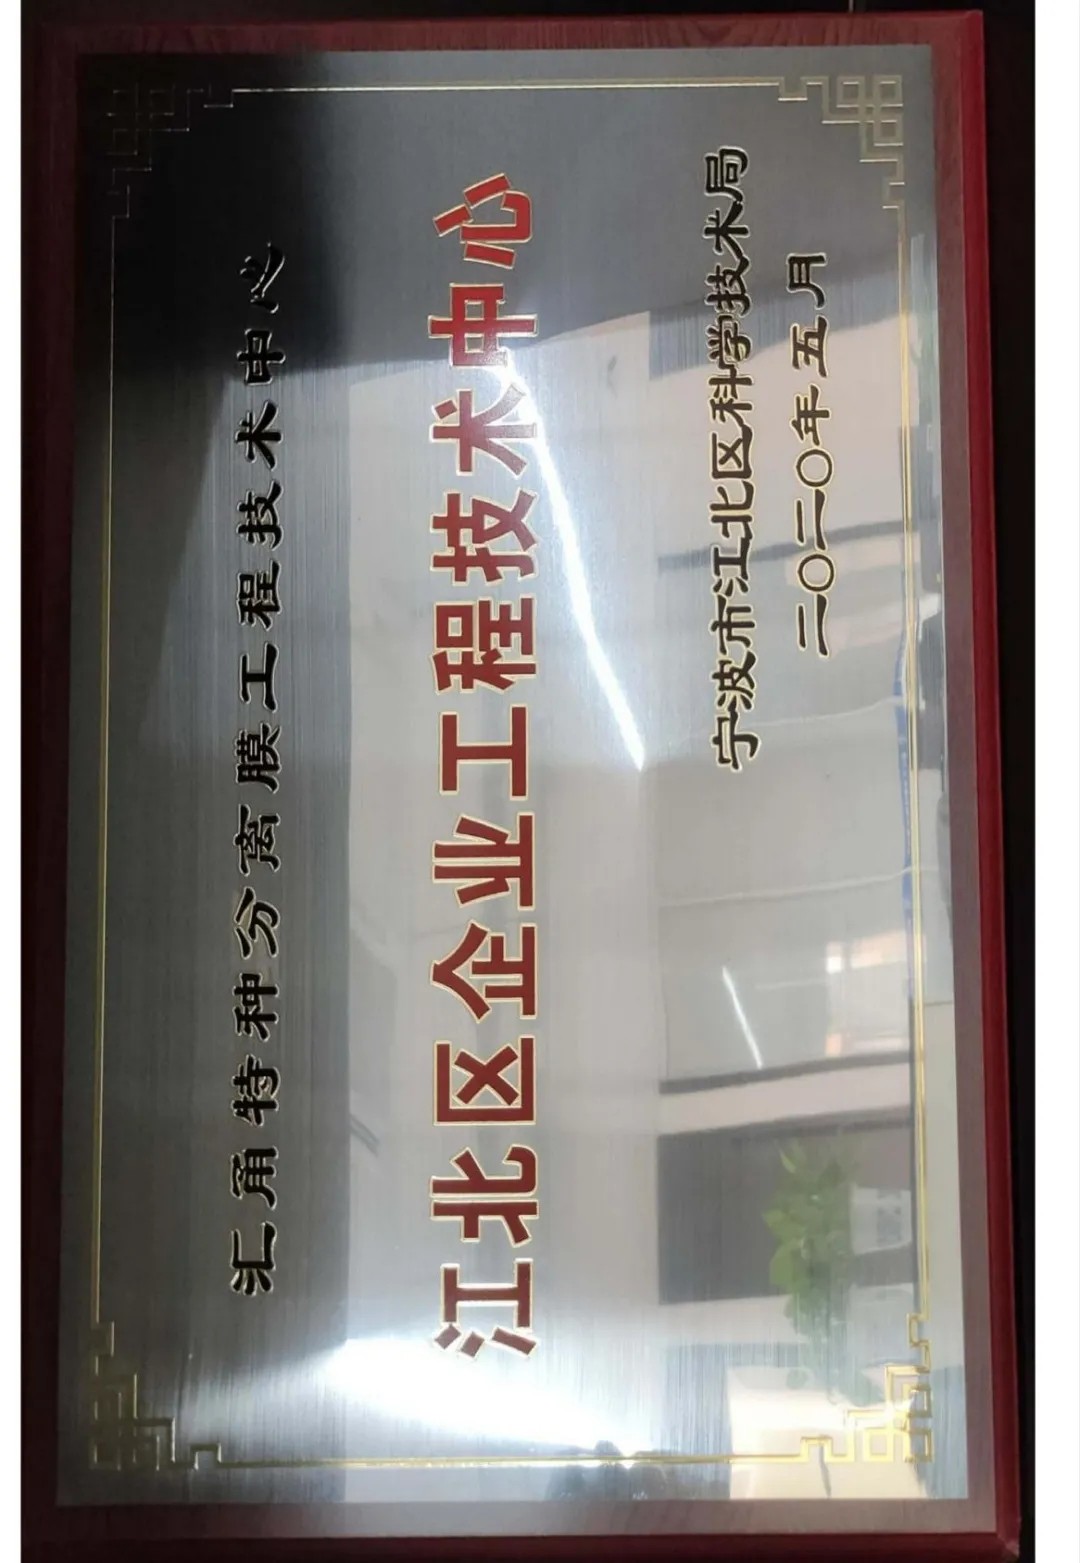 汇甬特种分离膜工程技术中心
江北区企业工程技术中心
宁波市江北区科学技术局
二〇二〇年五月